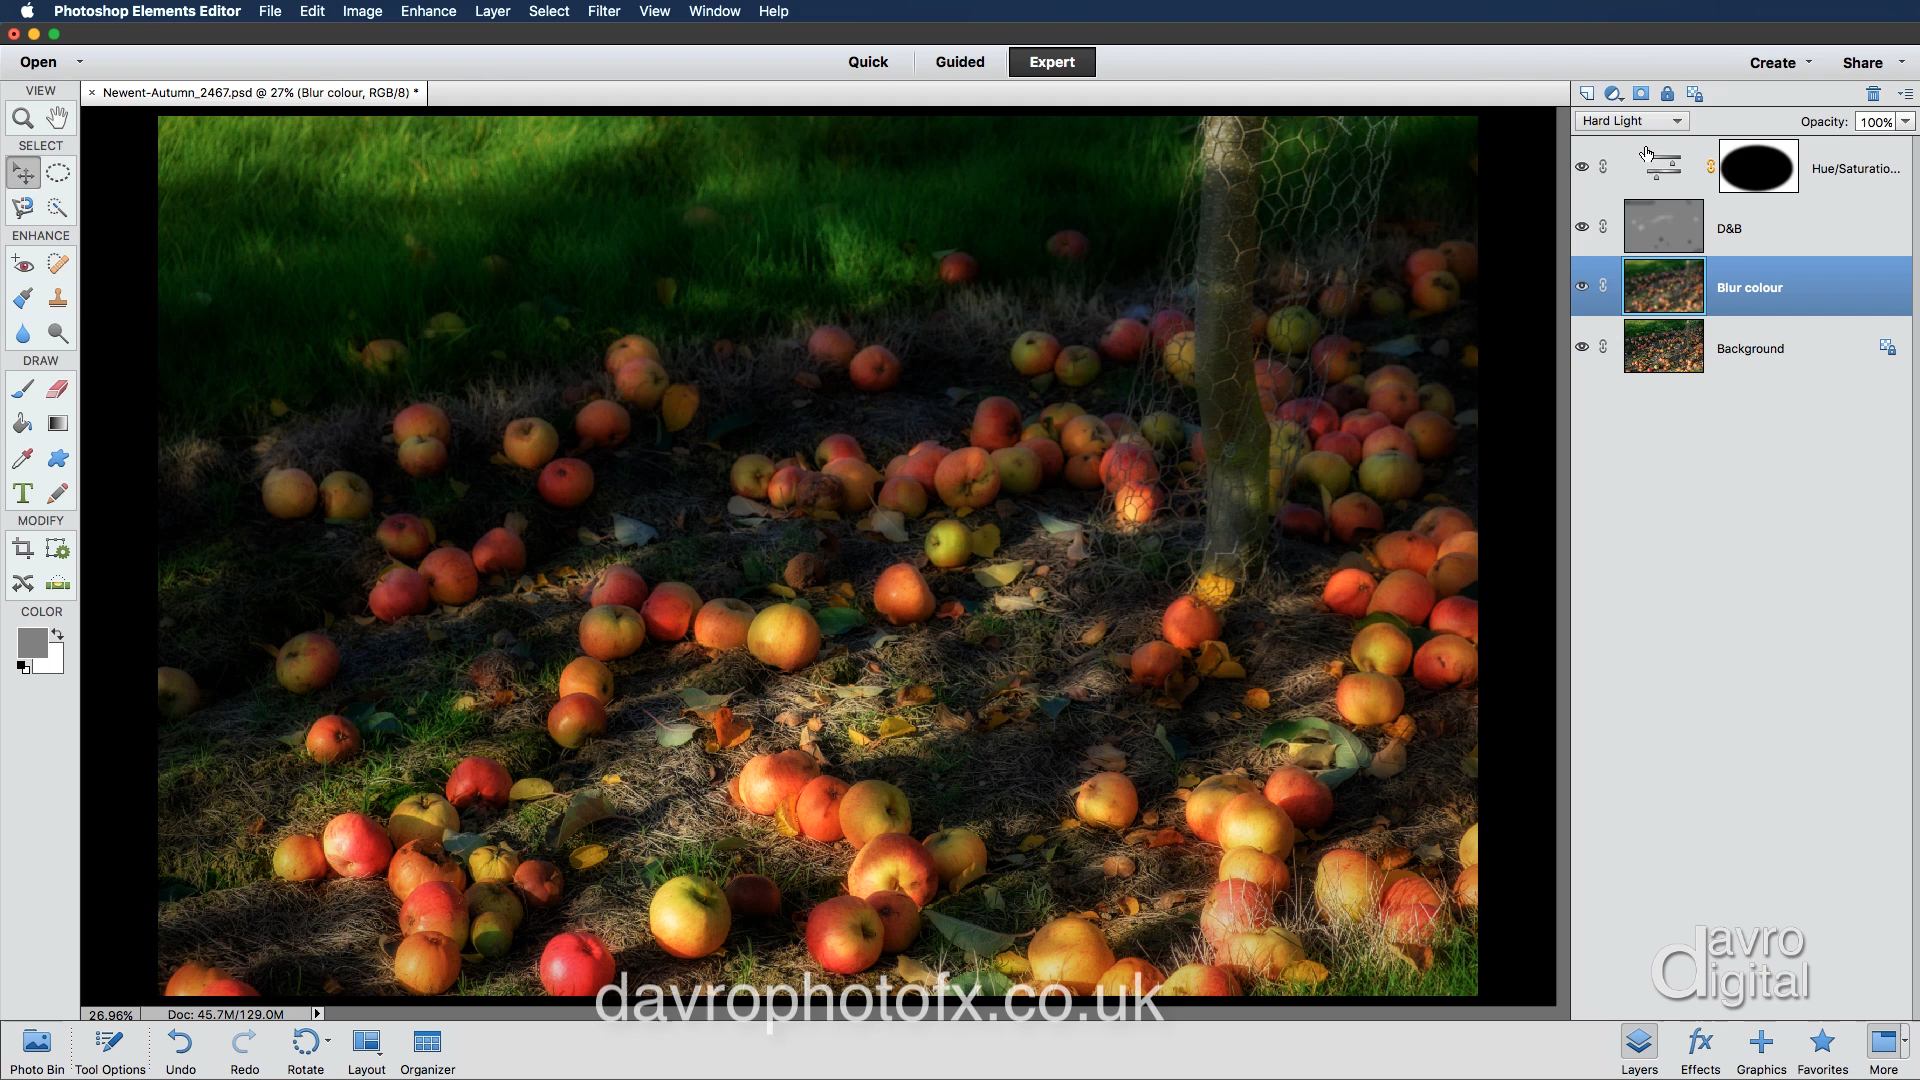 Photoshop Elements Editor File Edit Image Enhance Layer Select Filter View Window Help
Open Quick Guided Expert Create Share
VIEW
× Newent-Autumn_2467.psd @ 27% (Blur colour, RGB/8) *
Hard Light Opacity: 100%
SELECT
Hue/Saturatio...
D&B
ENHANCE
Blur colour
Background
DRAW
T
MODIFY
COLOR
davro
digital
davrophotofx.co.uk
26.96% Doc: 45.7M/129.0M
fx
Photo Bin Tool Options Undo Redo Rotate Layout Organizer Layers Effects Graphics Favorites More